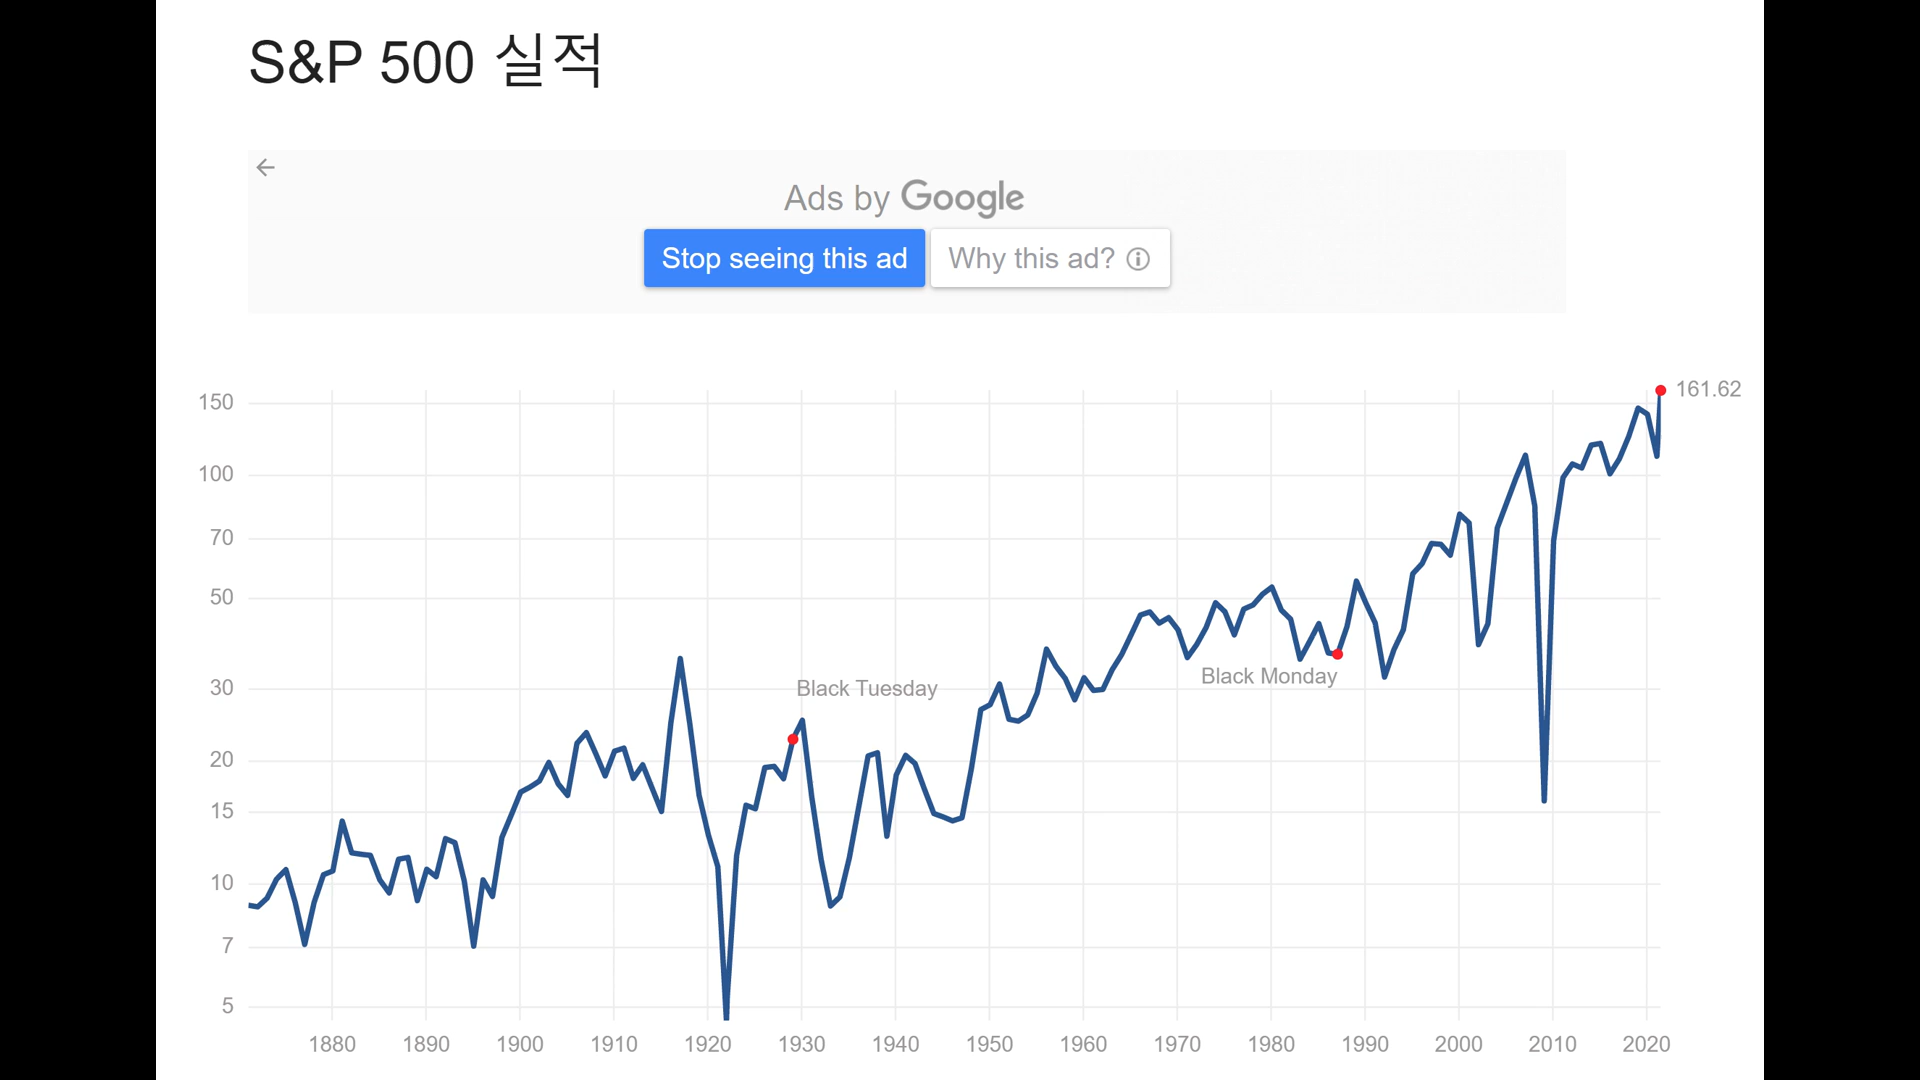 S&P 500 실적
Ads by Google
Stop seeing this ad
Why this ad?
161.62
150
100
70
50
30
20
15
10
7
5
Black Tuesday
Black Monday
1880 1890 1900 1910 1920 1930 1940 1950 1960 1970 1980 1990 2000 2010 2020